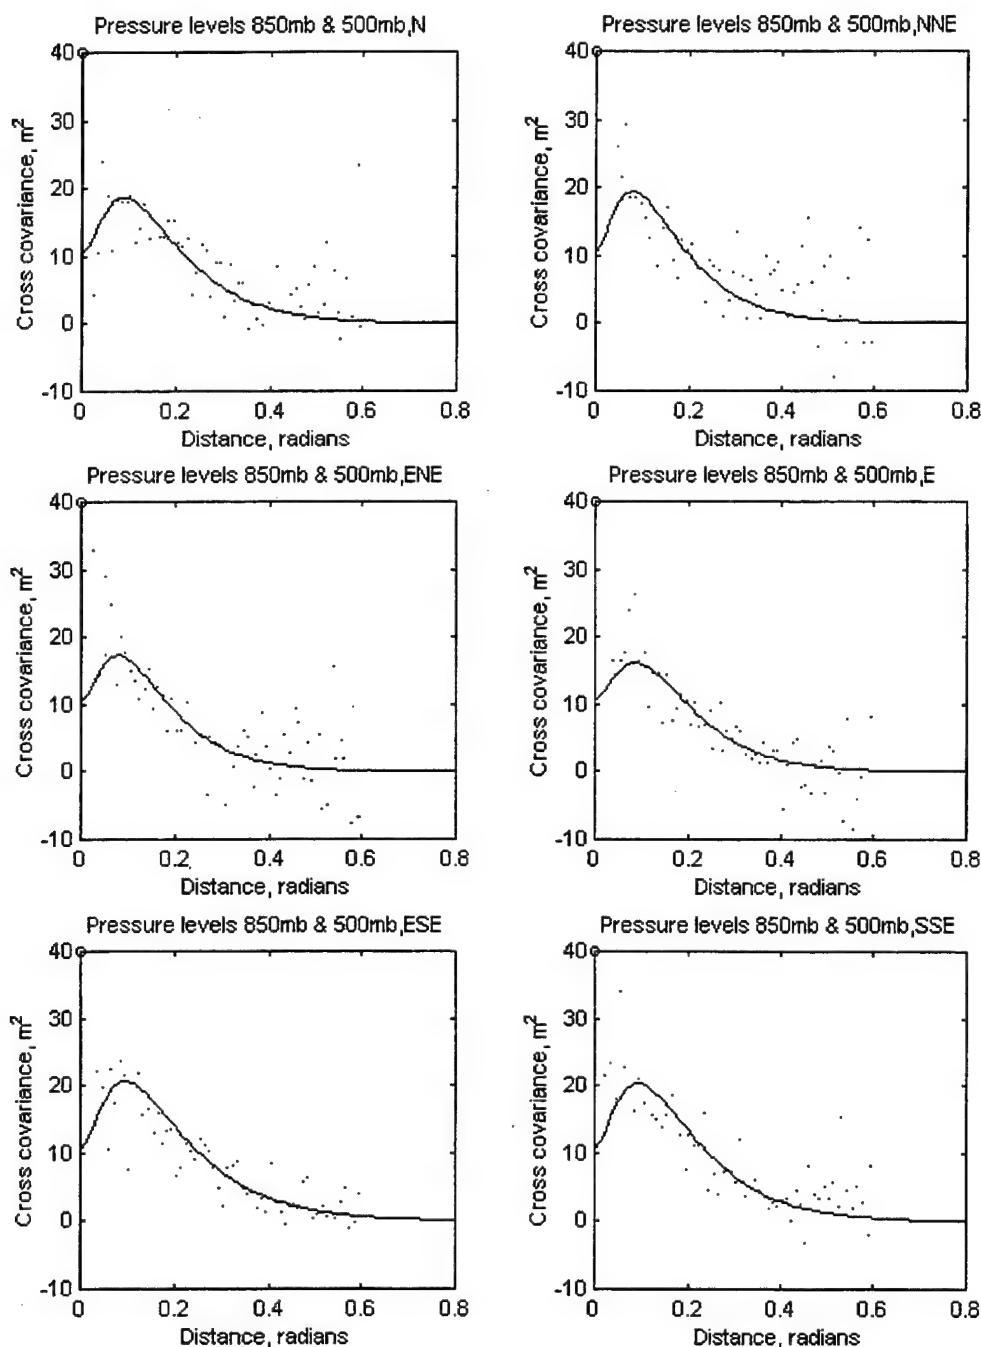 Pressure levels 850mb & 500mb,N
Pressure levels 850mb & 500mb,NNE
40
30
20
10
0
-10
Cross covariance, m²
0 0.2 0.4 0.6 0.8
Distance, radians
40
30
20
10
0
-10
Cross covariance, m²
0 0.2 0.4 0.6 0.8
Distance, radians
Pressure levels 850mb & 500mb,ENE
Pressure levels 850mb & 500mb,E
40
30
20
10
0
-10
Cross covariance, m²
0 0.2 0.4 0.6 0.8
Distance, radians
40
30
20
10
0
-10
Cross covariance, m²
0 0.2 0.4 0.6 0.8
Distance, radians
Pressure levels 850mb & 500mb,ESE
Pressure levels 850mb & 500mb,SSE
40
30
20
10
0
-10
Cross covariance, m²
0 0.2 0.4 0.6 0.8
Distance, radians
40
30
20
10
0
-10
Cross covariance, m²
0 0.2 0.4 0.6 0.8
Distance, radians